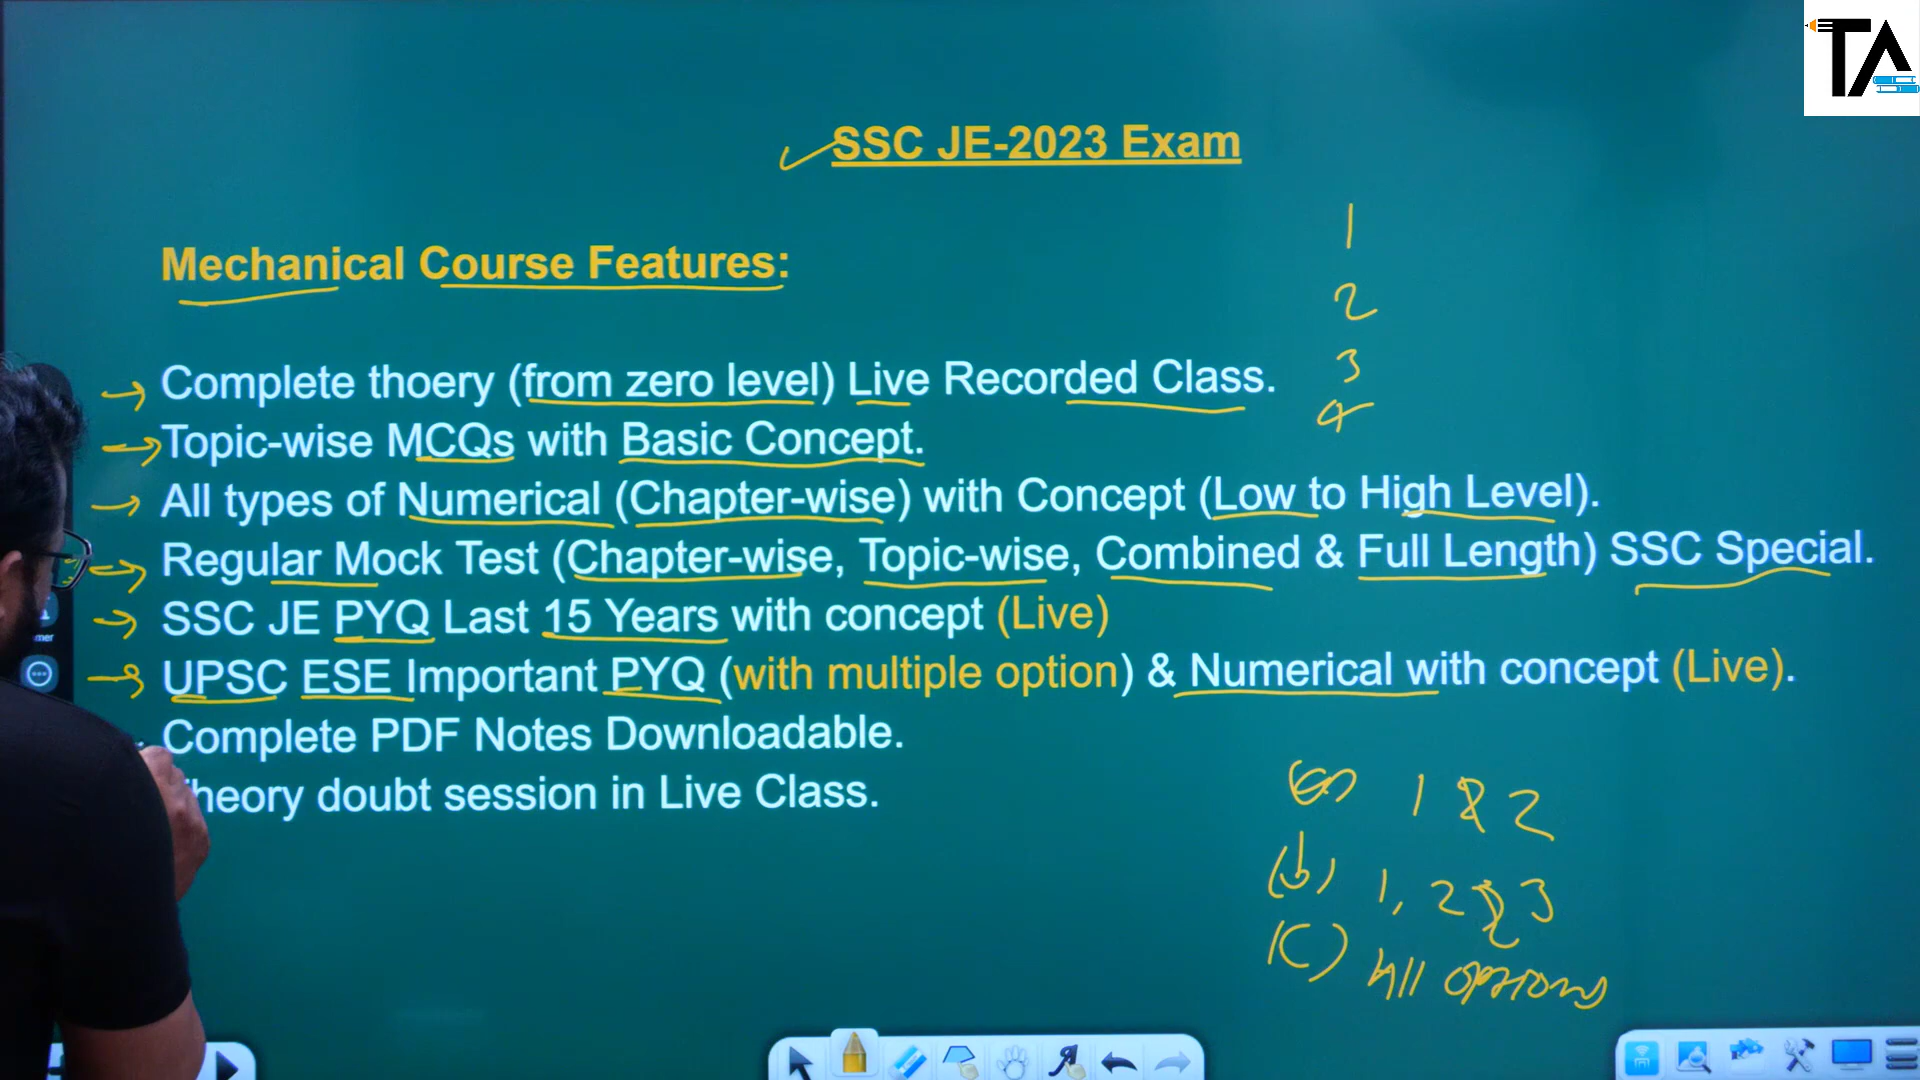 TA
SSC JE-2023 Exam
Mechanical Course Features:
1
2
3
4
Complete thoery (from zero level) Live Recorded Class.
Topic-wise MCQs with Basic Concept.
All types of Numerical (Chapter-wise) with Concept (Low to High Level).
Regular Mock Test (Chapter-wise, Topic-wise, Combined & Full Length) SSC Special.
SSC JE PYQ Last 15 Years with concept (Live)
UPSC ESE Important PYQ (with multiple option) & Numerical with concept (Live).
Complete PDF Notes Downloadable.
heory doubt session in Live Class.
1 & 2
(b) 1, 2 & 3
(C) All options